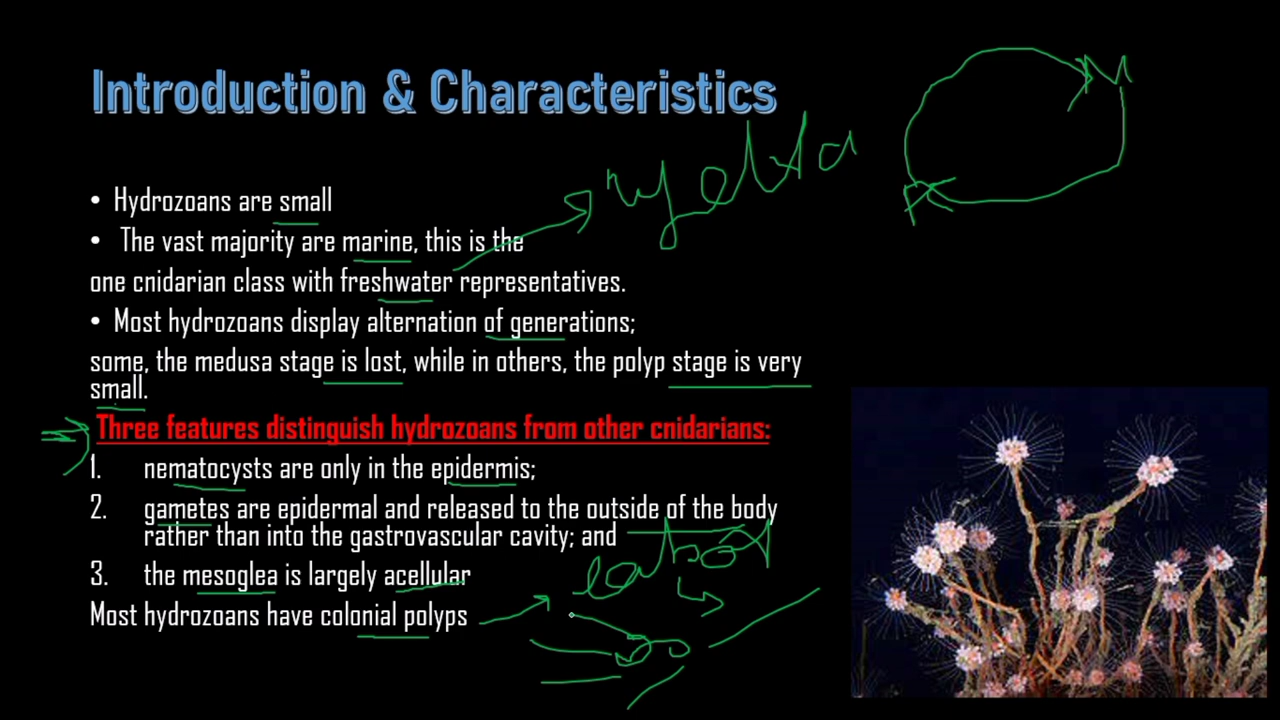 Introduction & Characteristics
• Hydrozoans are small
• The vast majority are marine, this is the
one cnidarian class with freshwater representatives.
• Most hydrozoans display alternation of generations;
some, the medusa stage is lost, while in others, the polyp stage is very
small.
Three features distinguish hydrozoans from other cnidarians:
1. nematocysts are only in the epidermis;
2. gametes are epidermal and released to the outside of the body
rather than into the gastrovascular cavity; and
3. the mesoglea is largely acellular
Most hydrozoans have colonial polyps